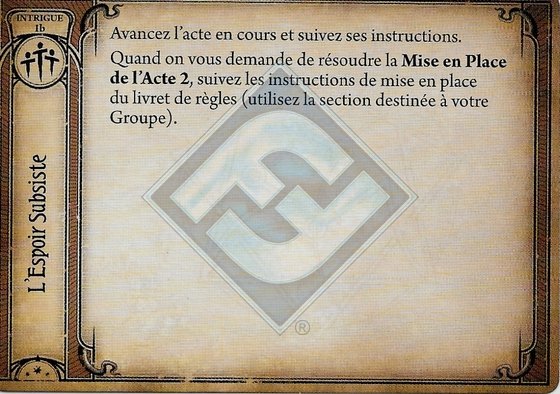 INTRIGUE
1b
L'Espoir Subsiste
Avancez l'acte en cours et suivez ses instructions.
Quand on vous demande de résoudre la Mise en Place
de l'Acte 2, suivez les instructions de mise en place
du livret de règles (utilisez la section destinée à votre
Groupe).
®